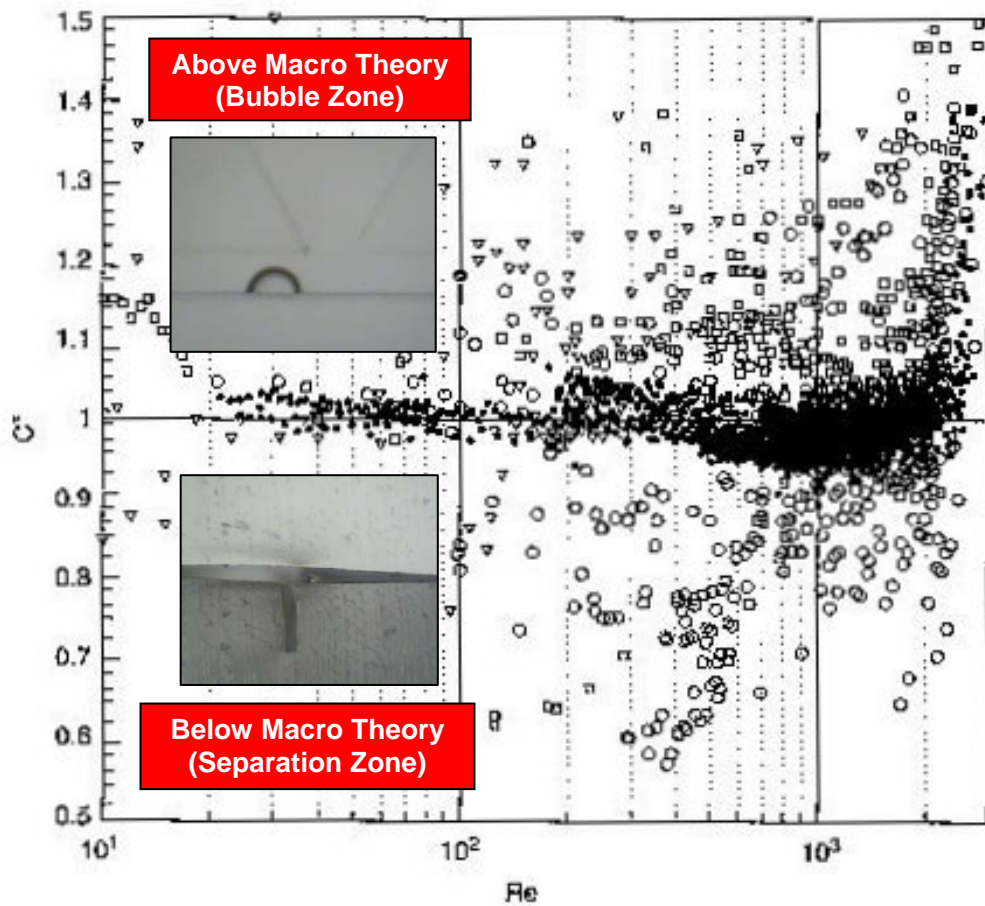 1.5
Above Macro Theory
(Bubble Zone)
1.4
1.3
1.2
1.1
C*
1
0.9
0.8
0.7
Below Macro Theory
(Separation Zone)
0.6
0.5
10¹ 10² 10³
Re